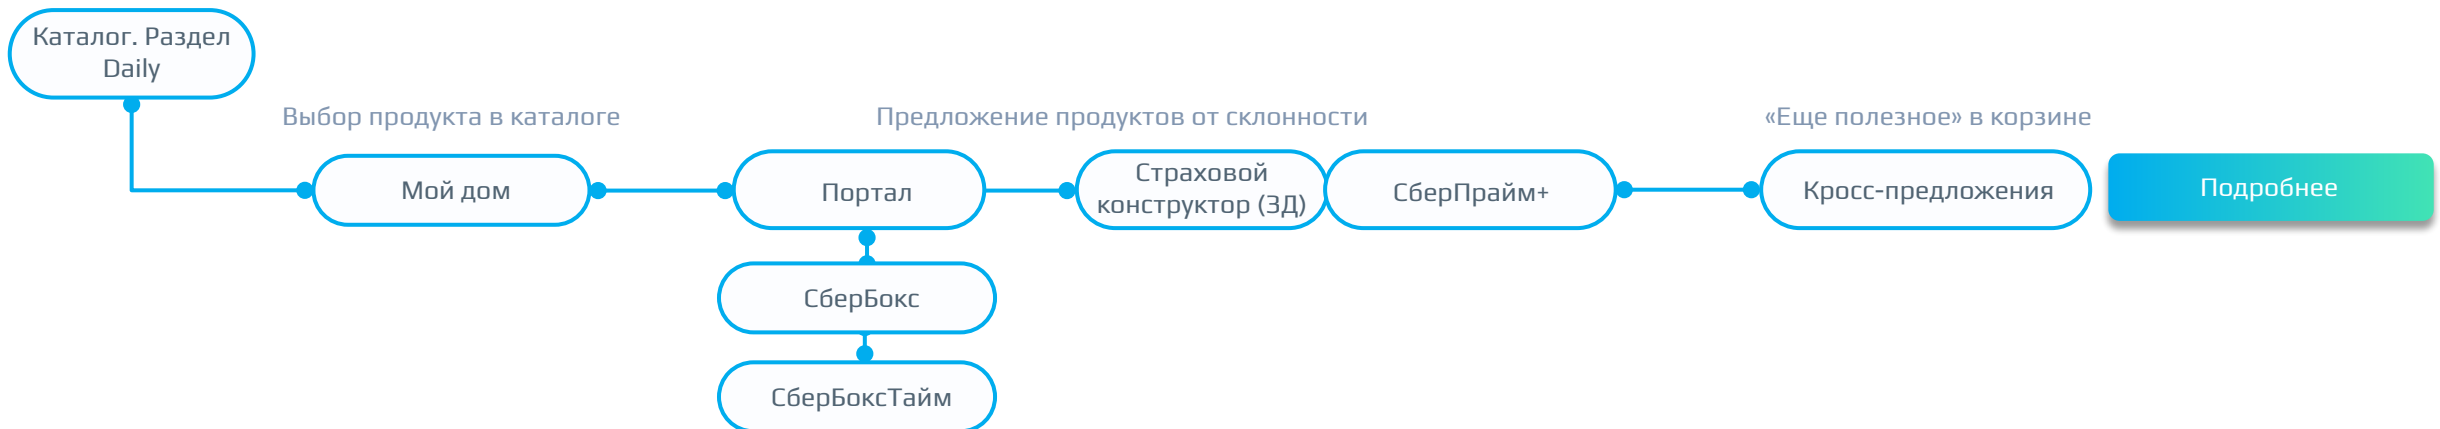 Каталог. Раздел
Daily
Выбор продукта в каталоге
Предложение продуктов от склонности
«Еще полезное» в корзине
Мой дом
Портал
Страховой
конструктор (ЗД)
СберПрайм+
Кросс-предложения
Подробнее
СберБокс
СберБоксТайм